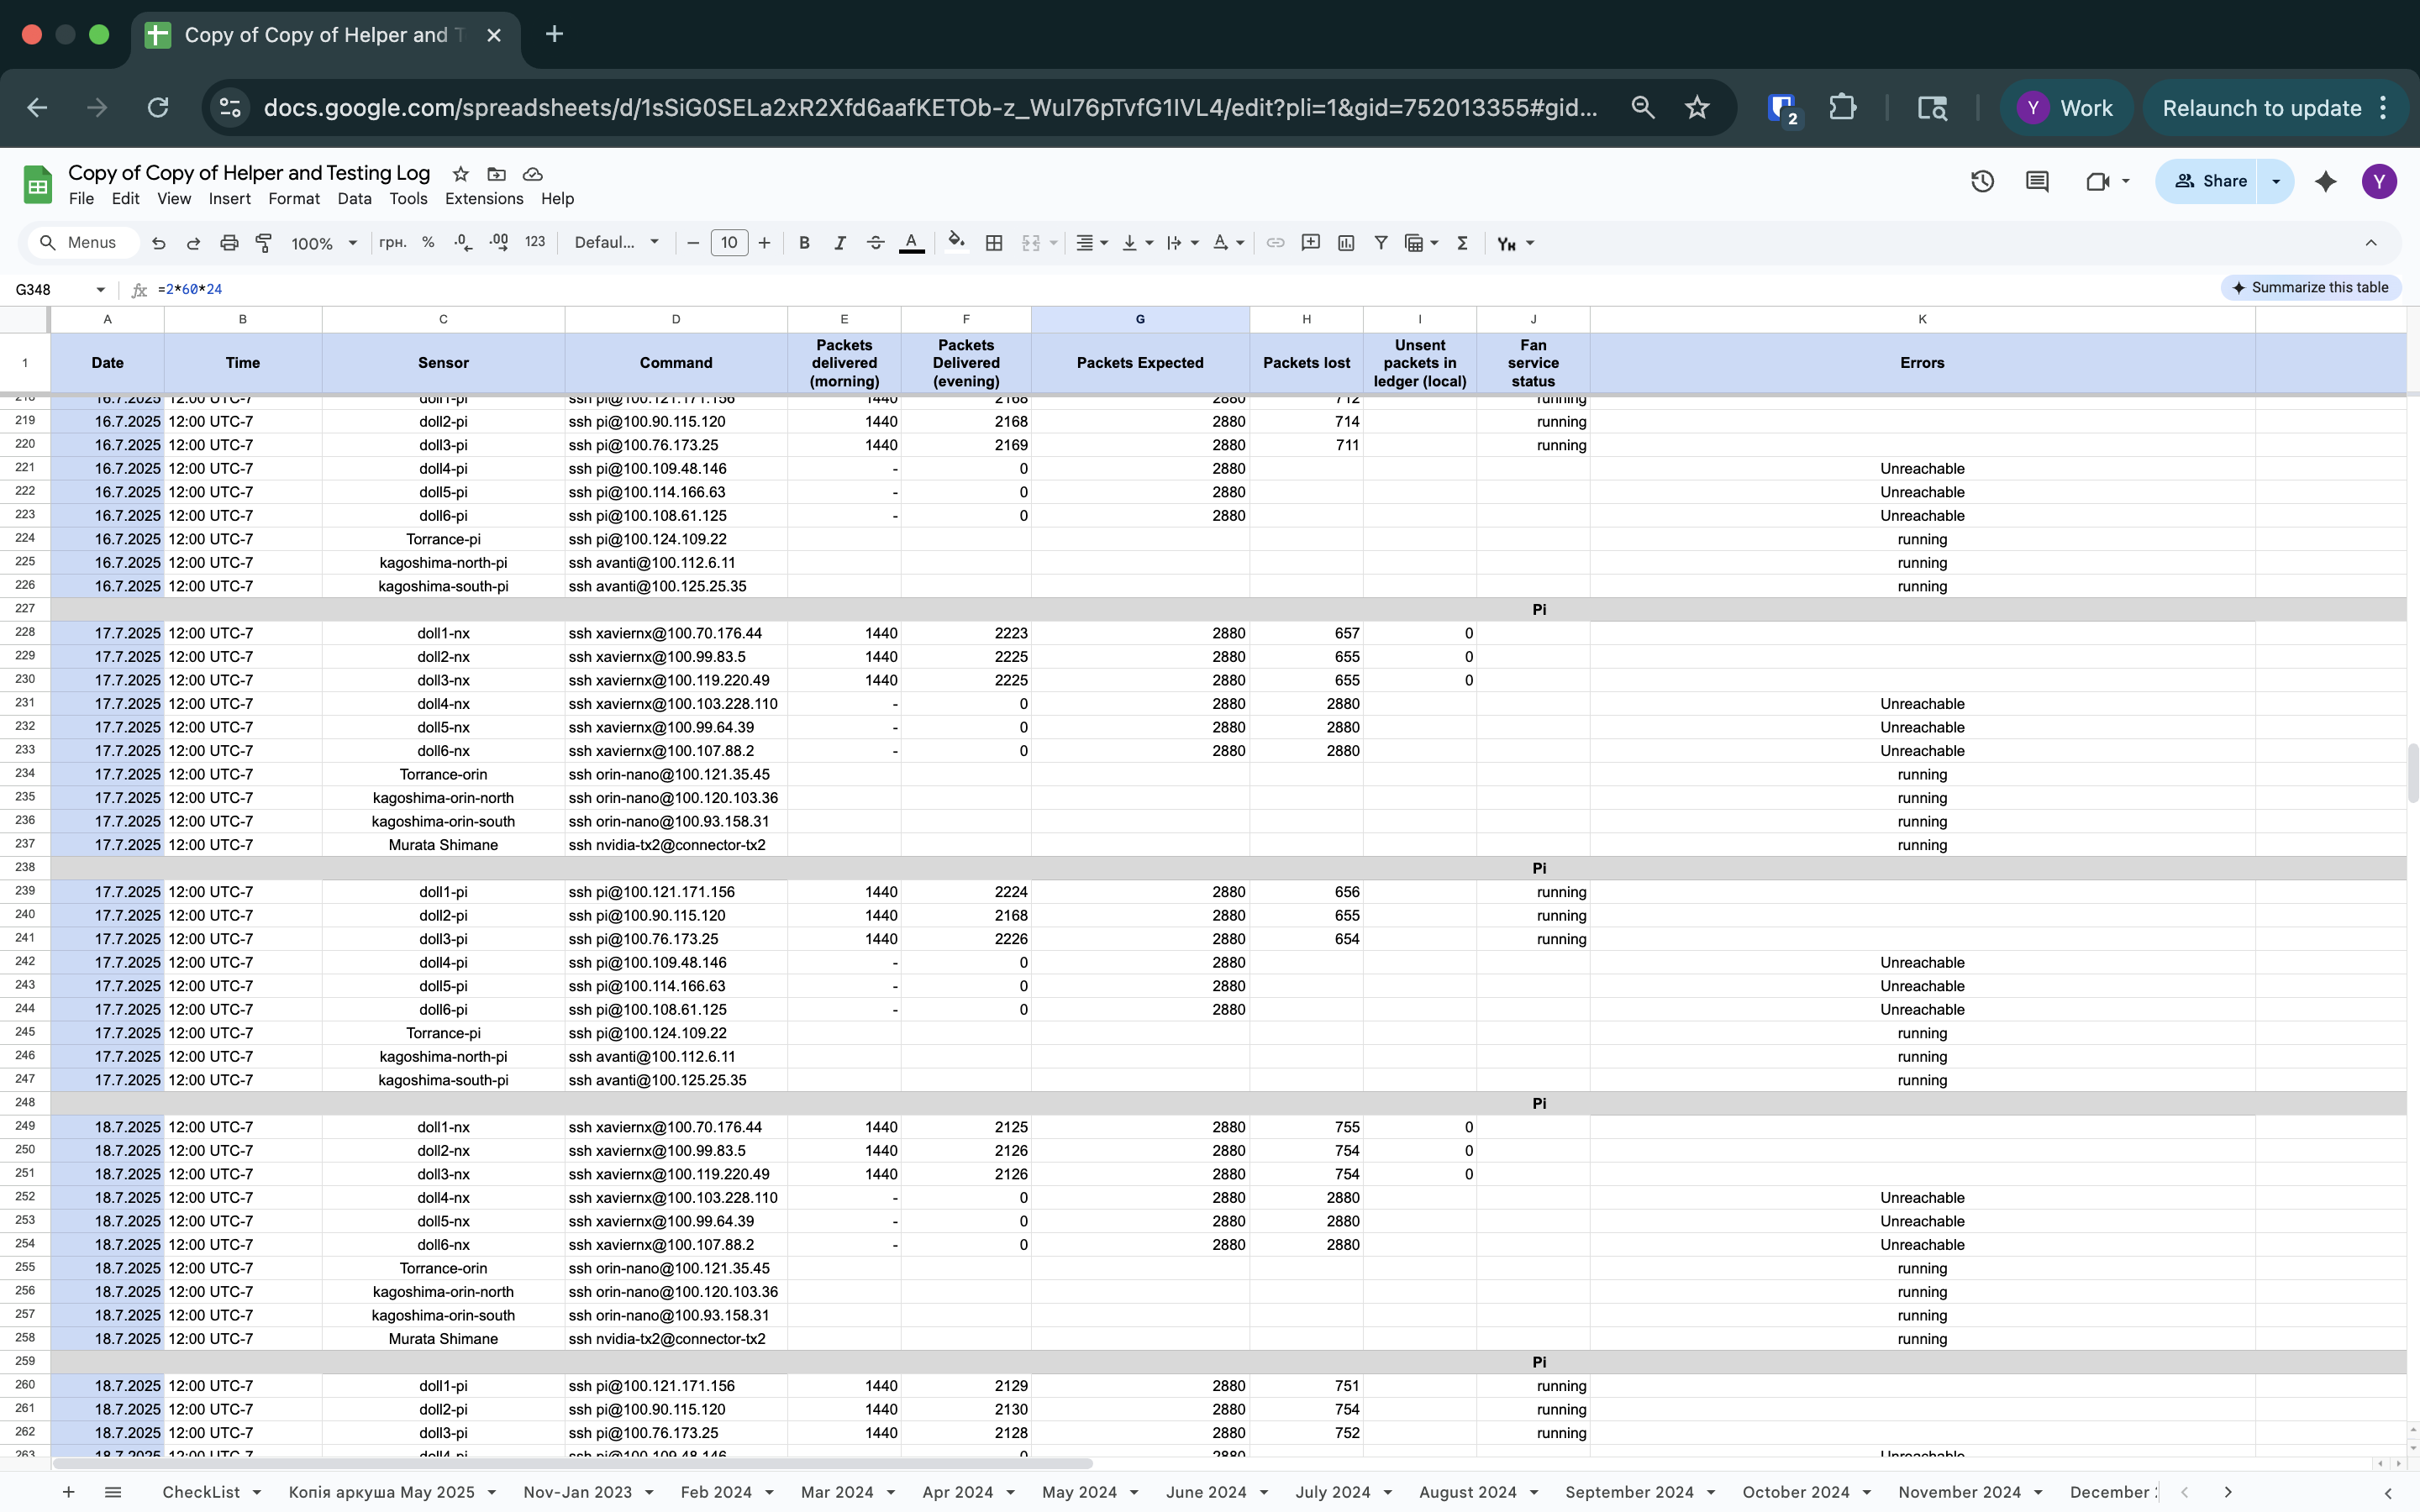 Copy of Copy of Helper and T
docs.google.com/spreadsheets/d/1sSiG0SELa2xR2Xfd6aafKETOb-z_WuI76pTvfG1IVL4/edit?pli=1&gid=752013355#gid...
2
Y Work
Relaunch to update
Copy of Copy of Helper and Testing Log
File Edit View Insert Format Data Tools Extensions Help
Share
Y
Menus 100% грн. % .0 .00 123 Defaul... 10 B I A Σ Yн
G348 fx =2*60*24
Summarize this table
A B C D E F G H I J K
1 Date Time Sensor Command Packets delivered (morning) Packets Delivered (evening) Packets Expected Packets lost Unsent packets in ledger (local) Fan service status Errors
218 16.7.2025 12:00 UTC-7 doll1-pi ssh pi@100.121.171.156 1440 2168 2880 712 running
219 16.7.2025 12:00 UTC-7 doll2-pi ssh pi@100.90.115.120 1440 2168 2880 714 running
220 16.7.2025 12:00 UTC-7 doll3-pi ssh pi@100.76.173.25 1440 2169 2880 711 running
221 16.7.2025 12:00 UTC-7 doll4-pi ssh pi@100.109.48.146 - 0 2880 Unreachable
222 16.7.2025 12:00 UTC-7 doll5-pi ssh pi@100.114.166.63 - 0 2880 Unreachable
223 16.7.2025 12:00 UTC-7 doll6-pi ssh pi@100.108.61.125 - 0 2880 Unreachable
224 16.7.2025 12:00 UTC-7 Torrance-pi ssh pi@100.124.109.22 running
225 16.7.2025 12:00 UTC-7 kagoshima-north-pi ssh avanti@100.112.6.11 running
226 16.7.2025 12:00 UTC-7 kagoshima-south-pi ssh avanti@100.125.25.35 running
227 Pi
228 17.7.2025 12:00 UTC-7 doll1-nx ssh xaviernx@100.70.176.44 1440 2223 2880 657 0
229 17.7.2025 12:00 UTC-7 doll2-nx ssh xaviernx@100.99.83.5 1440 2225 2880 655 0
230 17.7.2025 12:00 UTC-7 doll3-nx ssh xaviernx@100.119.220.49 1440 2225 2880 655 0
231 17.7.2025 12:00 UTC-7 doll4-nx ssh xaviernx@100.103.228.110 - 0 2880 2880 Unreachable
232 17.7.2025 12:00 UTC-7 doll5-nx ssh xaviernx@100.99.64.39 - 0 2880 2880 Unreachable
233 17.7.2025 12:00 UTC-7 doll6-nx ssh xaviernx@100.107.88.2 - 0 2880 2880 Unreachable
234 17.7.2025 12:00 UTC-7 Torrance-orin ssh orin-nano@100.121.35.45 running
235 17.7.2025 12:00 UTC-7 kagoshima-orin-north ssh orin-nano@100.120.103.36 running
236 17.7.2025 12:00 UTC-7 kagoshima-orin-south ssh orin-nano@100.93.158.31 running
237 17.7.2025 12:00 UTC-7 Murata Shimane ssh nvidia-tx2@connector-tx2 running
238 Pi
239 17.7.2025 12:00 UTC-7 doll1-pi ssh pi@100.121.171.156 1440 2224 2880 656 running
240 17.7.2025 12:00 UTC-7 doll2-pi ssh pi@100.90.115.120 1440 2168 2880 655 running
241 17.7.2025 12:00 UTC-7 doll3-pi ssh pi@100.76.173.25 1440 2226 2880 654 running
242 17.7.2025 12:00 UTC-7 doll4-pi ssh pi@100.109.48.146 - 0 2880 Unreachable
243 17.7.2025 12:00 UTC-7 doll5-pi ssh pi@100.114.166.63 - 0 2880 Unreachable
244 17.7.2025 12:00 UTC-7 doll6-pi ssh pi@100.108.61.125 - 0 2880 Unreachable
245 17.7.2025 12:00 UTC-7 Torrance-pi ssh pi@100.124.109.22 running
246 17.7.2025 12:00 UTC-7 kagoshima-north-pi ssh avanti@100.112.6.11 running
247 17.7.2025 12:00 UTC-7 kagoshima-south-pi ssh avanti@100.125.25.35 running
248 Pi
249 18.7.2025 12:00 UTC-7 doll1-nx ssh xaviernx@100.70.176.44 1440 2125 2880 755 0
250 18.7.2025 12:00 UTC-7 doll2-nx ssh xaviernx@100.99.83.5 1440 2126 2880 754 0
251 18.7.2025 12:00 UTC-7 doll3-nx ssh xaviernx@100.119.220.49 1440 2126 2880 754 0
252 18.7.2025 12:00 UTC-7 doll4-nx ssh xaviernx@100.103.228.110 - 0 2880 2880 Unreachable
253 18.7.2025 12:00 UTC-7 doll5-nx ssh xaviernx@100.99.64.39 - 0 2880 2880 Unreachable
254 18.7.2025 12:00 UTC-7 doll6-nx ssh xaviernx@100.107.88.2 - 0 2880 2880 Unreachable
255 18.7.2025 12:00 UTC-7 Torrance-orin ssh orin-nano@100.121.35.45 running
256 18.7.2025 12:00 UTC-7 kagoshima-orin-north ssh orin-nano@100.120.103.36 running
257 18.7.2025 12:00 UTC-7 kagoshima-orin-south ssh orin-nano@100.93.158.31 running
258 18.7.2025 12:00 UTC-7 Murata Shimane ssh nvidia-tx2@connector-tx2 running
259 Pi
260 18.7.2025 12:00 UTC-7 doll1-pi ssh pi@100.121.171.156 1440 2129 2880 751 running
261 18.7.2025 12:00 UTC-7 doll2-pi ssh pi@100.90.115.120 1440 2130 2880 754 running
262 18.7.2025 12:00 UTC-7 doll3-pi ssh pi@100.76.173.25 1440 2128 2880 752 running
263 18.7.2025 12:00 UTC-7 doll4-pi ssh pi@100.109.48.146 0 2880 Unreachable
CheckList Копія аркуша May 2025 Nov-Jan 2023 Feb 2024 Mar 2024 Apr 2024 May 2024 June 2024 July 2024 August 2024 September 2024 October 2024 November 2024 December